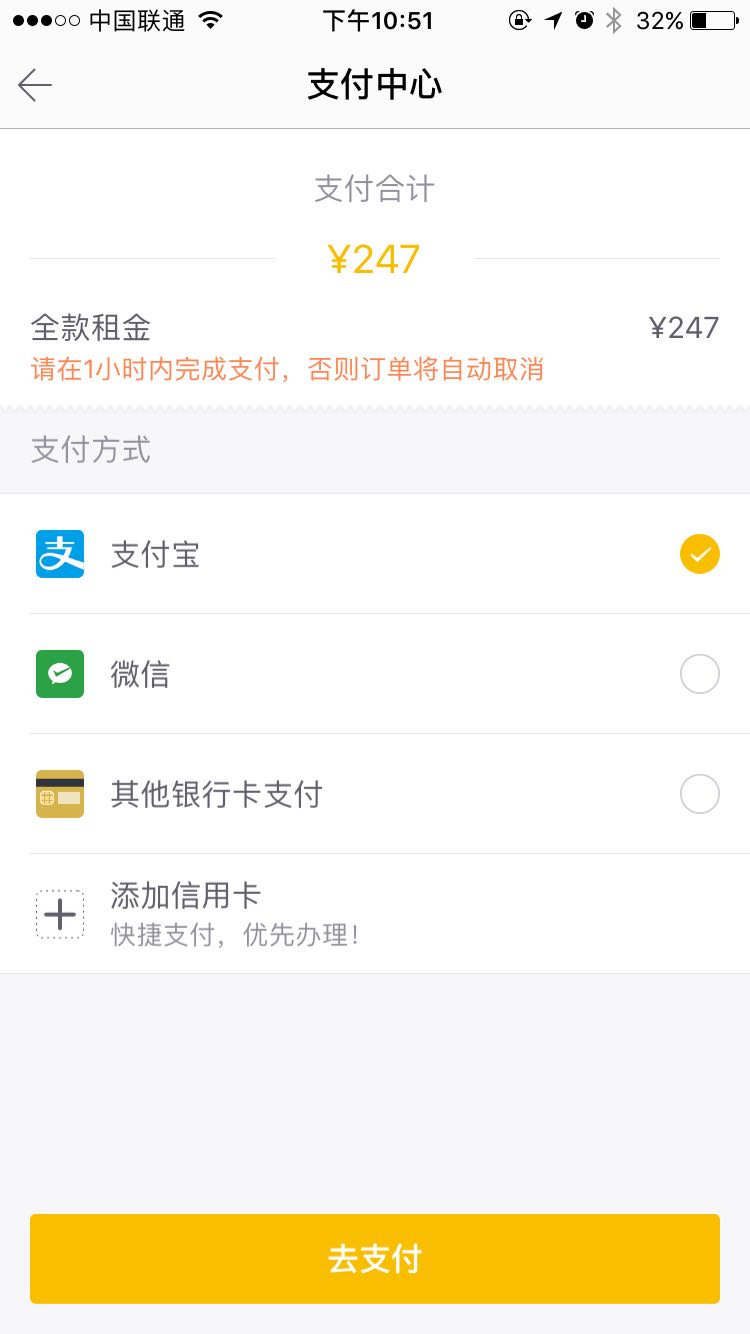 中国联通
下午10:51
32%
支付中心
支付合计
¥247
全款租金
¥247
请在1小时内完成支付，否则订单将自动取消
支付方式
支
支付宝
微信
其他银行卡支付
添加信用卡
快捷支付，优先办理！
去支付